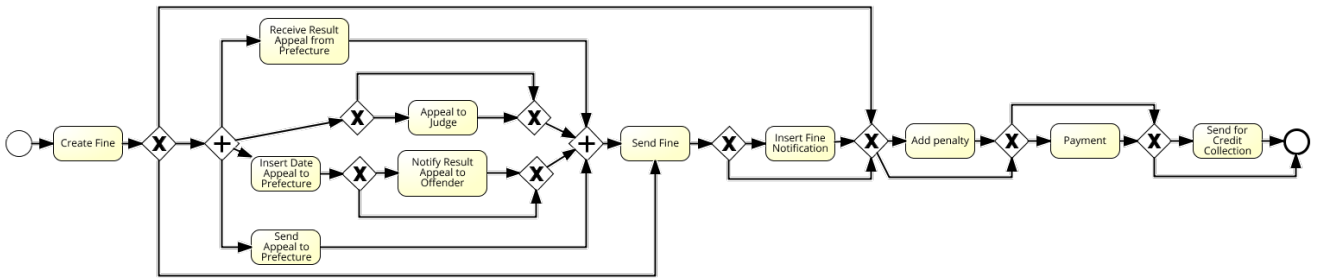 Receive Result
Appeal from
Prefecture
Appeal to
Judge
Create Fine
Send Fine
Insert Fine
Notification
Add penalty
Payment
Send for
Credit
Collection
Insert Date
Appeal to
Prefecture
Notify Result
Appeal to
Offender
Send
Appeal to
Prefecture